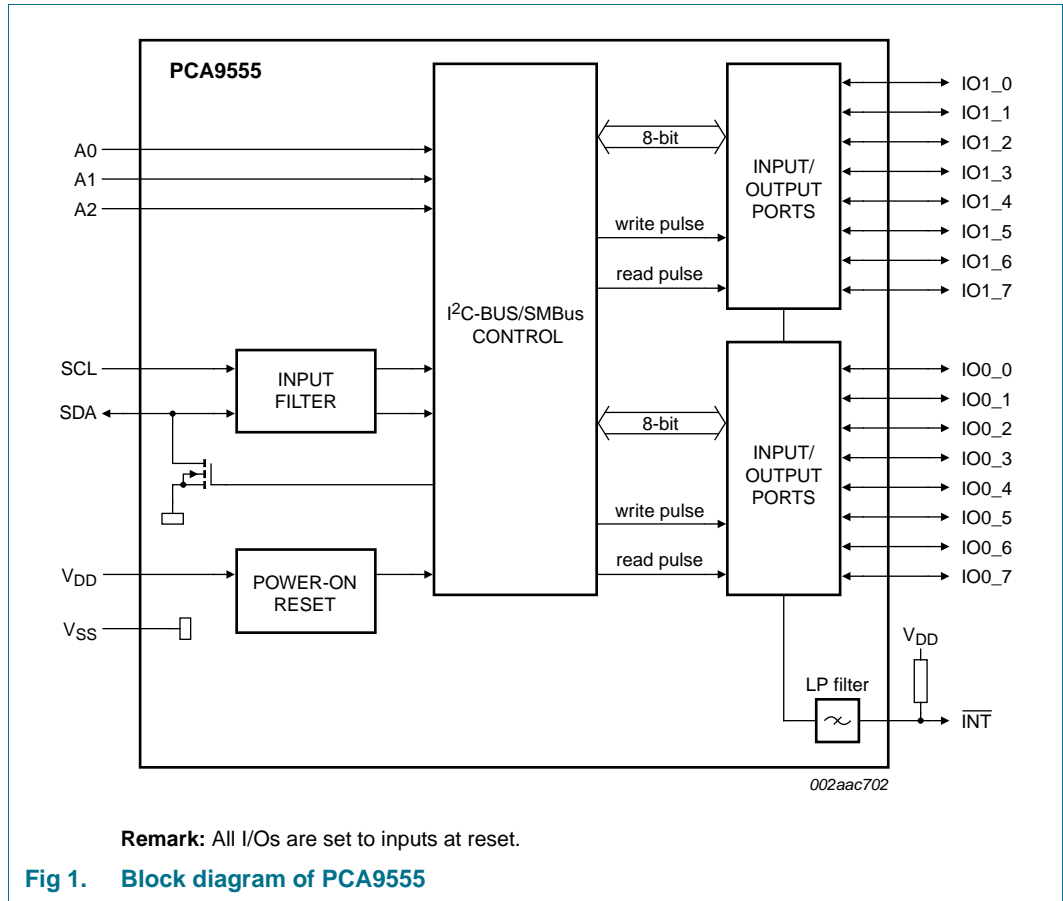 PCA9555
A0
A1
A2
SCL
SDA
VDD
VSS
INPUT
FILTER
POWER-ON
RESET
I2C-BUS/SMBus
CONTROL
8-bit
write pulse
read pulse
INPUT/
OUTPUT
PORTS
IO1_0
IO1_1
IO1_2
IO1_3
IO1_4
IO1_5
IO1_6
IO1_7
8-bit
write pulse
read pulse
INPUT/
OUTPUT
PORTS
IO0_0
IO0_1
IO0_2
IO0_3
IO0_4
IO0_5
IO0_6
IO0_7
VDD
LP filter
INT
002aac702
Remark: All I/Os are set to inputs at reset.
Fig 1. Block diagram of PCA9555